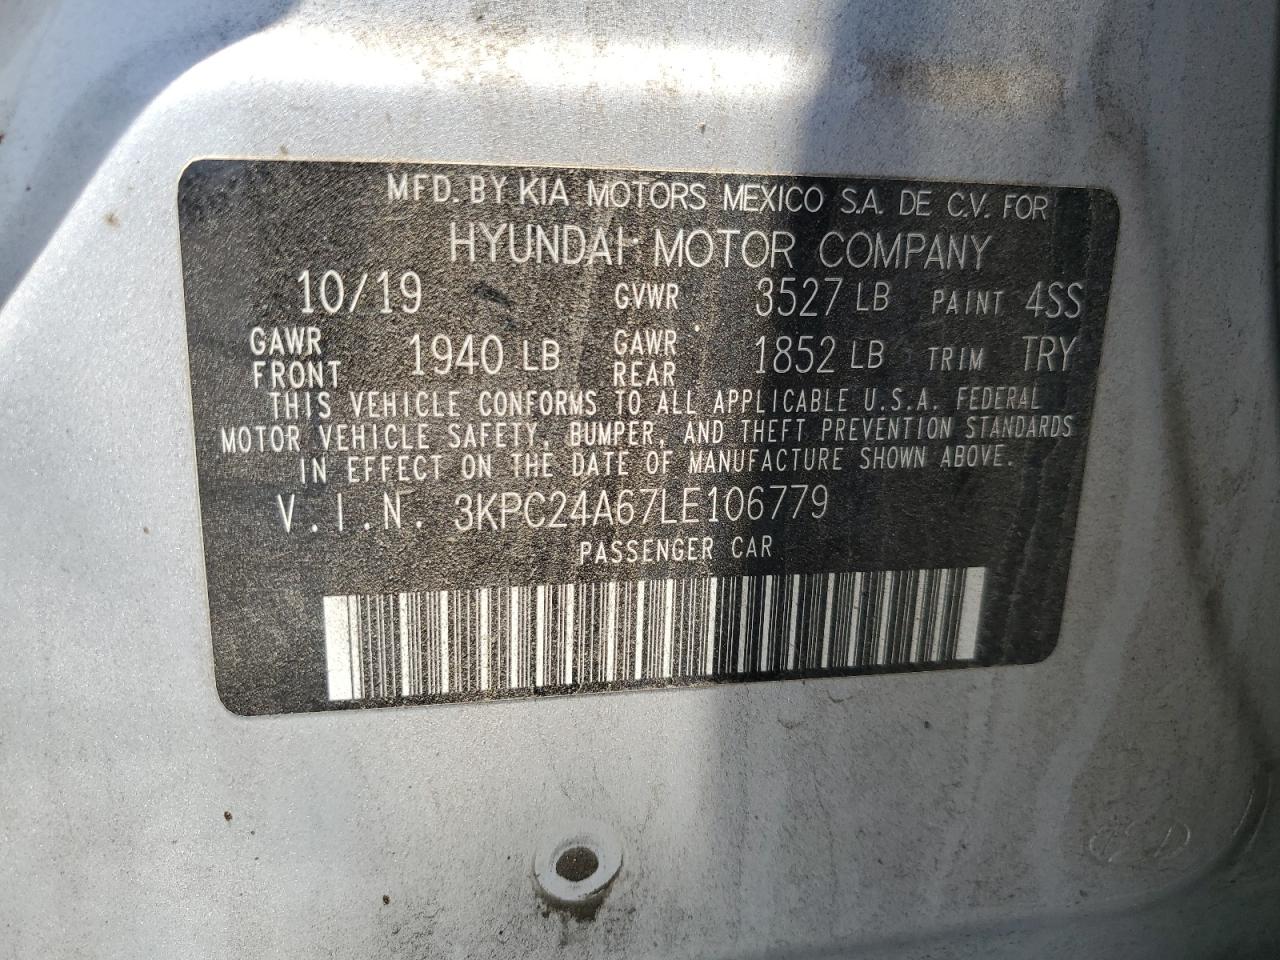 MFD. BY KIA MOTORS MEXICO S.A. DE C.V. FOR
HYUNDAI MOTOR COMPANY
10/19 GVWR 3527 LB PAINT 4SS
GAWR FRONT 1940 LB GAWR REAR 1852 LB TRIM TRY
THIS VEHICLE CONFORMS TO ALL APPLICABLE U.S.A. FEDERAL
MOTOR VEHICLE SAFETY, BUMPER, AND THEFT PREVENTION STANDARDS
IN EFFECT ON THE DATE OF MANUFACTURE SHOWN ABOVE.
V.I.N. 3KPC24A67LE106779
PASSENGER CAR